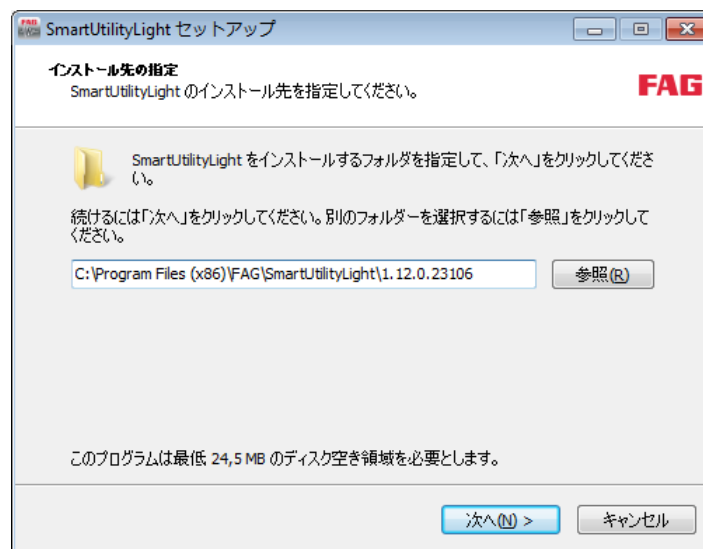 FAG
SmartUtilityLight セットアップ
インストール先の指定
SmartUtilityLight のインストール先を指定してください。
FAG
SmartUtilityLight をインストールするフォルダを指定して、「次へ」をクリックしてくださ
い。
続けるには「次へ」をクリックしてください。別のフォルダーを選択するには「参照」をクリックして
ください。
C:\Program Files (x86)\FAG\SmartUtilityLight\1.12.0.23106
参照(R)
このプログラムは最低 24,5 MB のディスク空き領域を必要とします。
次へ(N) >
キャンセル